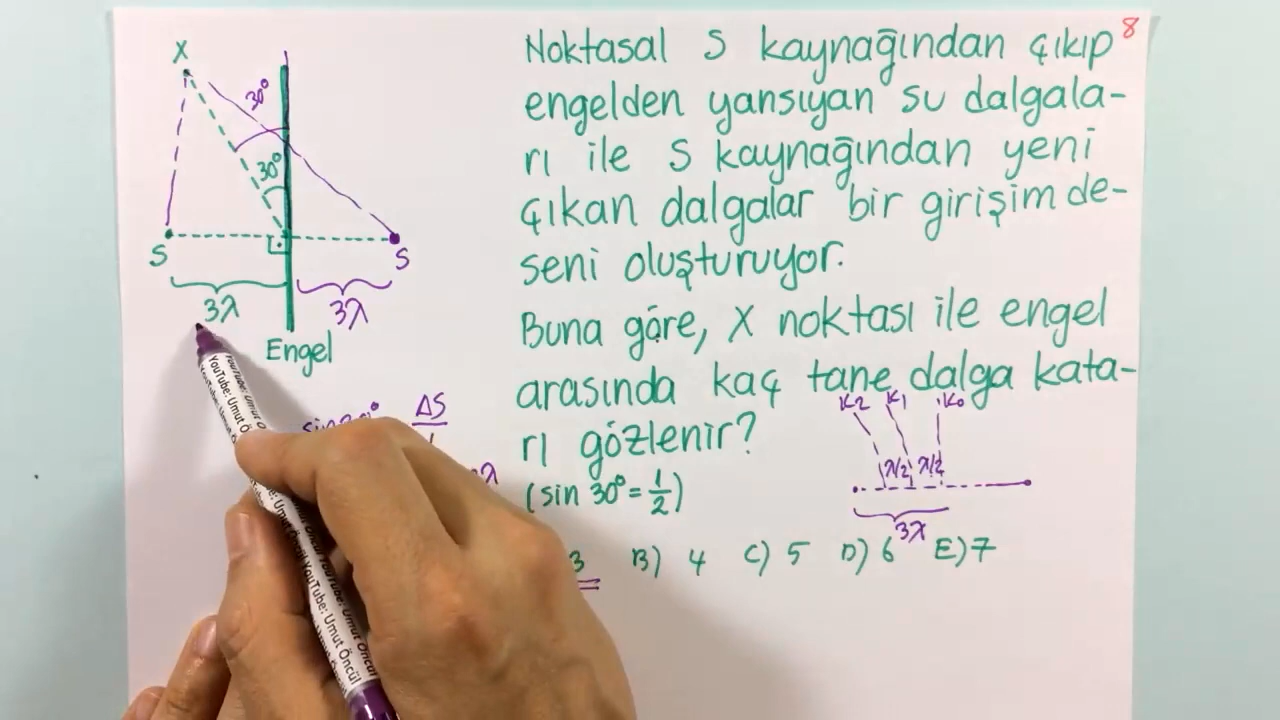 8
Noktasal S kaynağından çıkıp
engelden yansıyan su dalgala-
rı ile S kaynağından yeni
çıkan dalgalar bir girişim de-
seni oluşturuyor.
Buna göre, X noktası ile engel
arasında kaç tane dalga kata-
rı gözlenir?
(sin 30° = 1/2)
3 B) 4 C) 5 D) 6 E) 7
X
30°
30°
S
S
3λ
3λ
Engel
ΔS
K2 K1 K0
λ/2 λ/2
3λ
YouTube: Umut Öncül